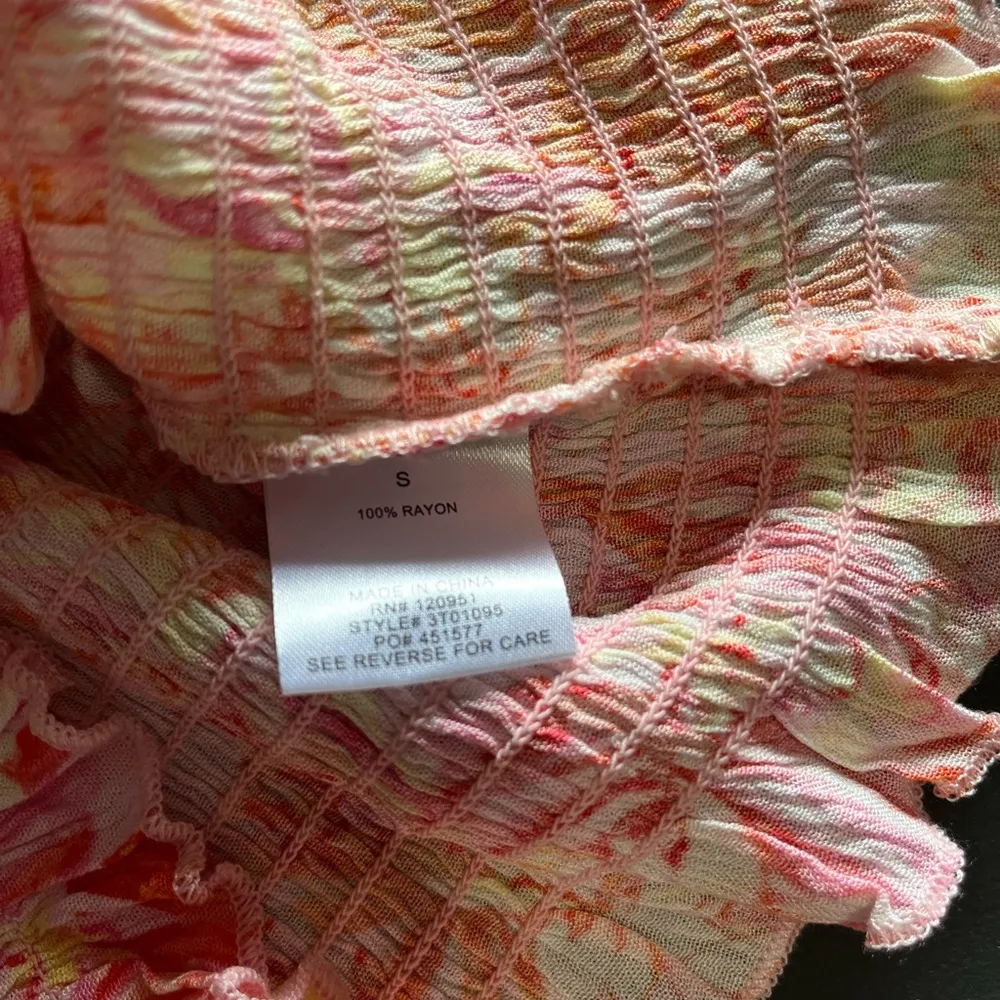 S
100% RAYON
MADE IN CHINA
RN# 120951
STYLE# 3T01095
PO# 451577
SEE REVERSE FOR CARE